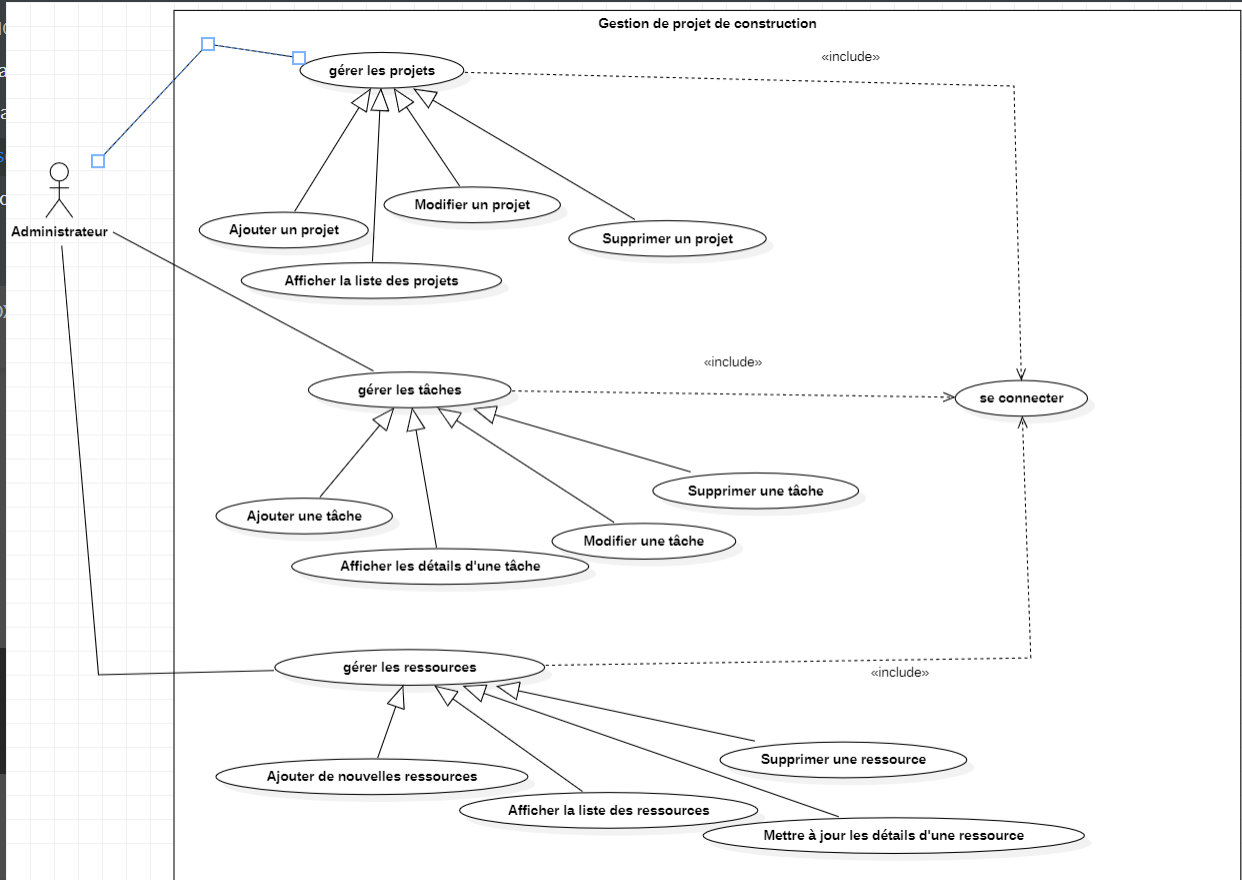 Gestion de projet de construction
«include»
gérer les projets
Modifier un projet
Ajouter un projet
Supprimer un projet
Administrateur
Afficher la liste des projets
«include»
gérer les tâches
se connecter
Supprimer une tâche
Ajouter une tâche
Modifier une tâche
Afficher les détails d'une tâche
gérer les ressources
«include»
Supprimer une ressource
Ajouter de nouvelles ressources
Afficher la liste des ressources
Mettre à jour les détails d'une ressource